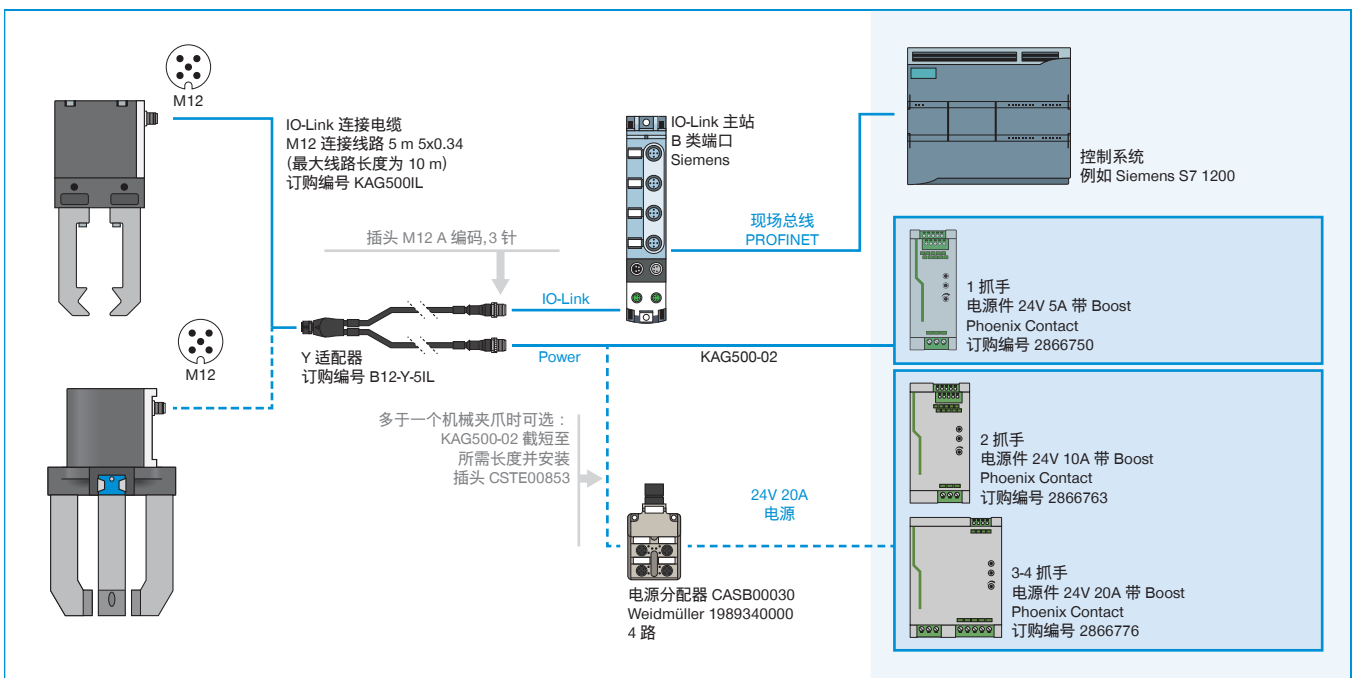 M12
IO-Link 连接电缆
M12 连接线路 5 m 5x0.34
(最大线路长度为 10 m)
订购编号 KAG500IL
IO-Link 主站
B 类端口
Siemens
控制系统
例如 Siemens S7 1200
插头 M12 A 编码, 3 针
现场总线
PROFINET
IO-Link
1 抓手
电源件 24V 5A 带 Boost
Phoenix Contact
订购编号 2866750
M12
Y 适配器
订购编号 B12-Y-5IL
Power
KAG500-02
多于一个机械夹爪时可选：
KAG500-02 截短至
所需长度并安装
插头 CSTE00853
2 抓手
电源件 24V 10A 带 Boost
Phoenix Contact
订购编号 2866763
24V 20A
电源
3-4 抓手
电源件 24V 20A 带 Boost
Phoenix Contact
订购编号 2866776
电源分配器 CASB00030
Weidmüller 1989340000
4 路